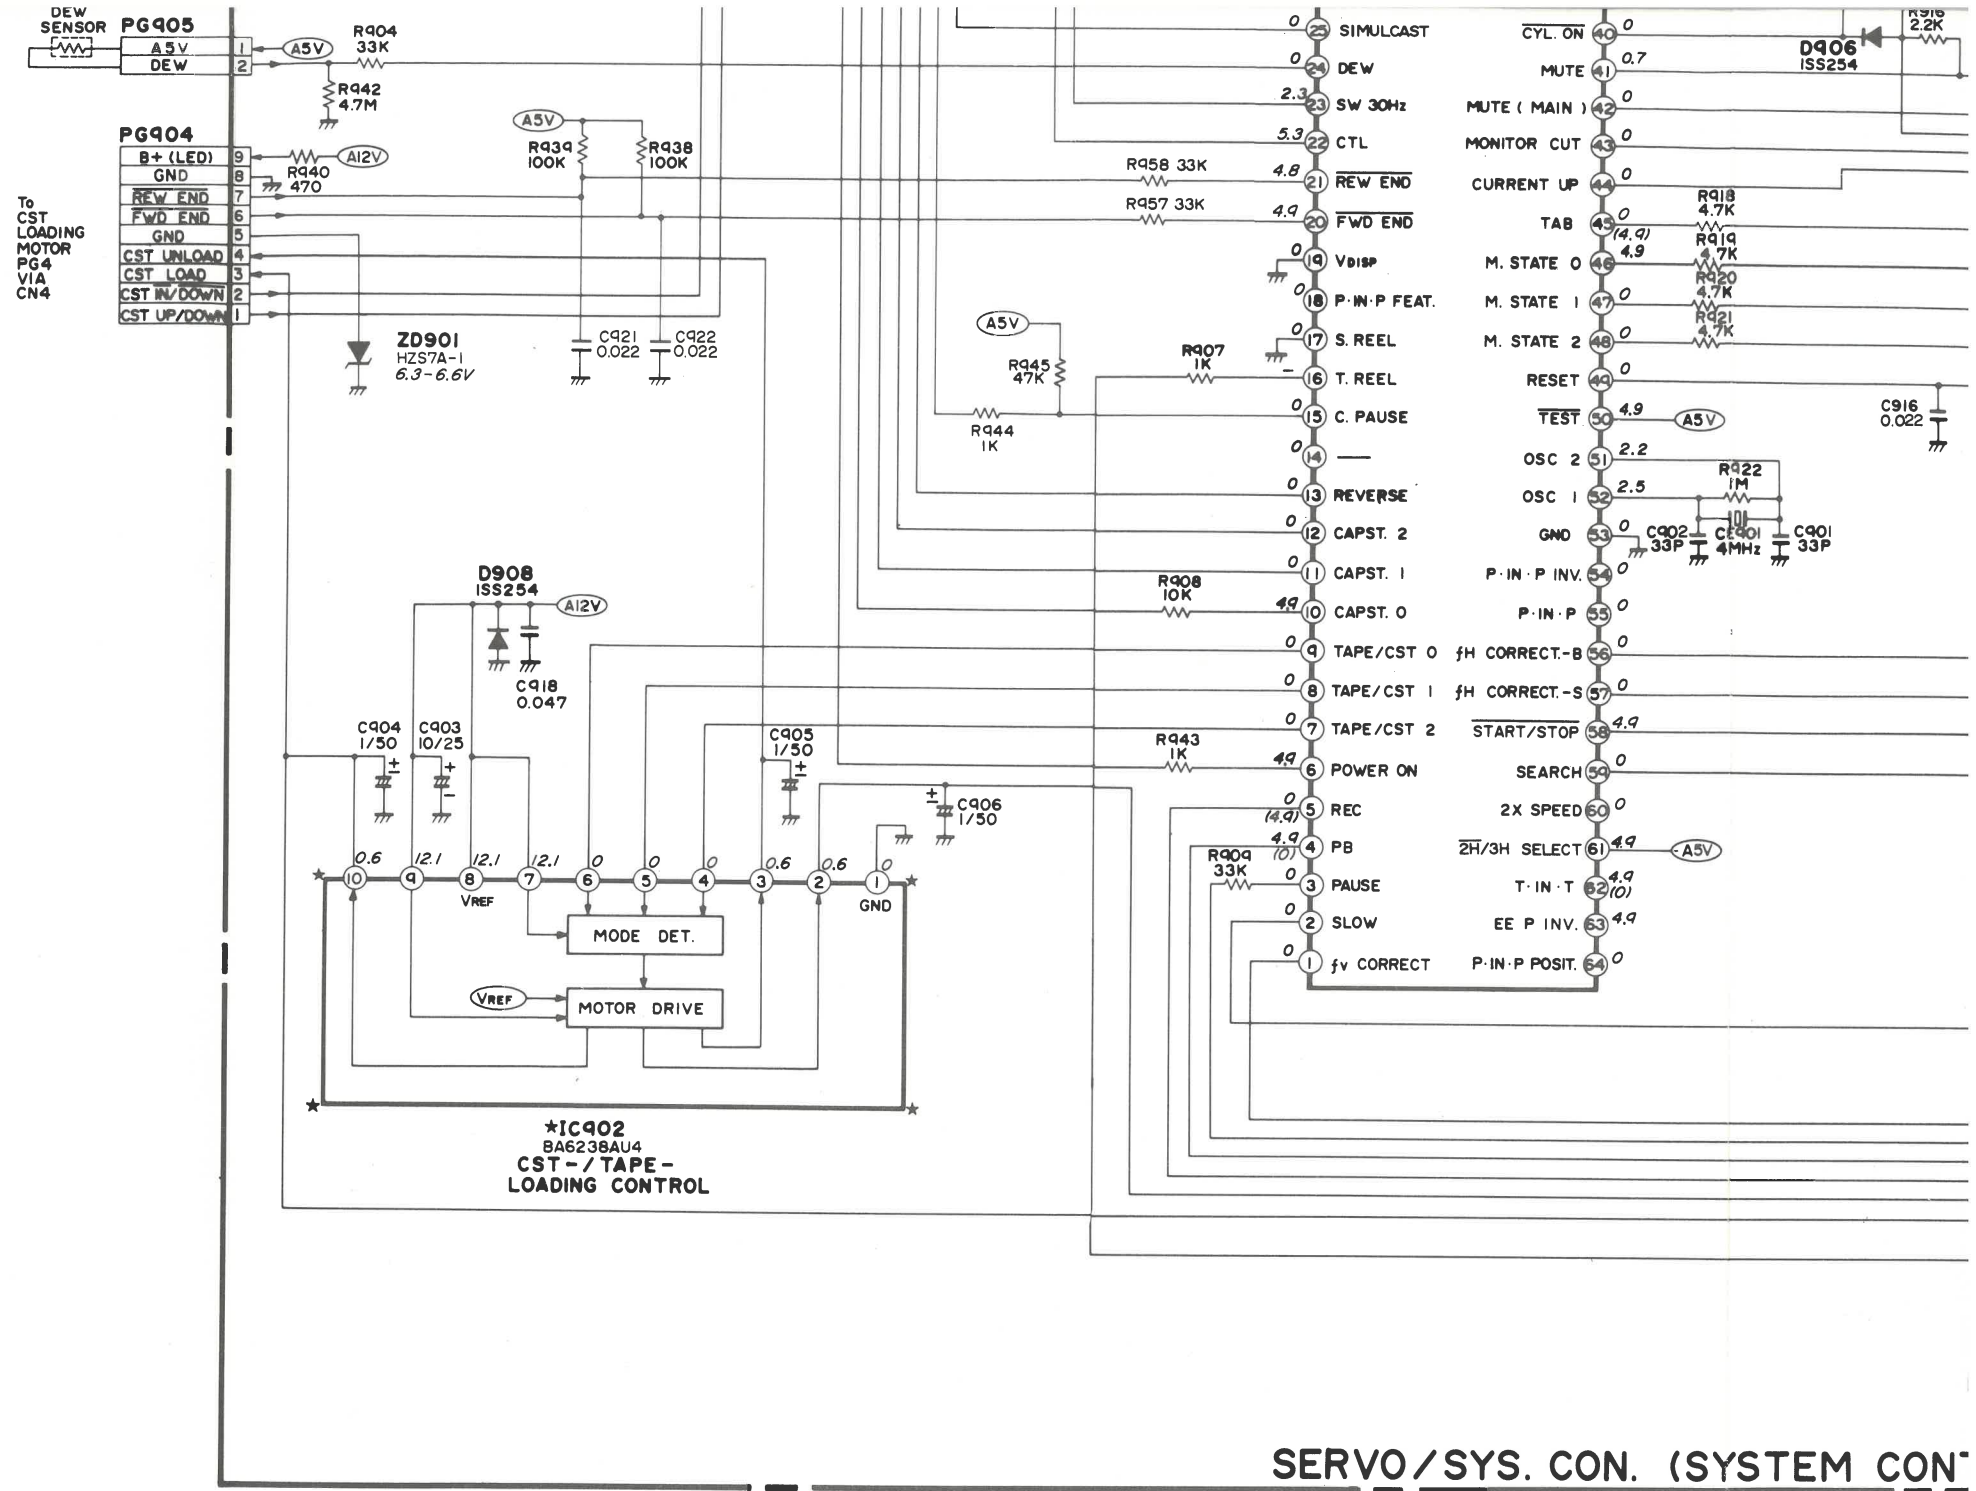 DEW
SENSOR
PG905
A5V
1
A5V
DEW
2
R904
33K
R942
4.7M
PG904
B+ (LED)
9
A12V
GND
8
R940
470
REW END
7
FWD END
6
GND
5
CST UNLOAD
4
CST LOAD
3
CST IN/DOWN
2
CST UP/DOWN
1
To
CST
LOADING
MOTOR
PG4
VIA
CN4
ZD901
HZS7A-1
6.3-6.6V
A5V
R939
100K
R938
100K
C921
0.022
C922
0.022
R958 33K
R957 33K
A5V
R945
47K
R944
1K
R907
1K
R908
10K
R943
1K
R909
33K
D908
ISS254
A12V
C918
0.047
C904
1/50
C903
10/25
C905
1/50
C906
1/50
+
-
+
-
+
-
+
-
0.6
12.1
12.1
12.1
0
0
0
0.6
0.6
0
★ 10 9 8 7 6 5 4 3 2 1 ★
VREF
GND
MODE DET.
VREF
MOTOR DRIVE
★
★
★IC902
BA6238AU4
CST-/TAPE-
LOADING CONTROL
0 25 SIMULCAST
0 24 DEW
2.3 23 SW 30Hz
5.3 22 CTL
4.8 21 REW END
4.9 20 FWD END
0 19 VDISP
0 18 P·IN·P FEAT.
0 17 S. REEL
- 16 T. REEL
0 15 C. PAUSE
0 14 —
0 13 REVERSE
0 12 CAPST. 2
0 11 CAPST. 1
4.9 10 CAPST. 0
0 9 TAPE/CST 0
0 8 TAPE/CST 1
0 7 TAPE/CST 2
4.9 6 POWER ON
0 (4.9) 5 REC
4.9 (0) 4 PB
0 3 PAUSE
0 2 SLOW
0 1 fv CORRECT
CYL. ON 40 0
MUTE 41 0.7
MUTE (MAIN) 42 0
MONITOR CUT 43 0
CURRENT UP 44 0
TAB 45 0 (4.9)
M. STATE 0 46 4.9
M. STATE 1 47 0
M. STATE 2 48 0
RESET 49 0
TEST 50 4.9 A5V
OSC 2 51 2.2
OSC 1 52 2.5
GND 53 0
P·IN·P INV. 54 0
P·IN·P 55 0
fH CORRECT.-B 56 0
fH CORRECT.-S 57 0
START/STOP 58 4.9
SEARCH 59 0
2X SPEED 60 0
2H/3H SELECT 61 4.9 A5V
T·IN·T 62 4.9 (0)
EE P INV. 63 4.9
P·IN·P POSIT. 64 0
D906
ISS254
R916
2.2K
R918
4.7K
R919
4.7K
R920
4.7K
R921
4.7K
C916
0.022
R922
1M
C902
33P
CE901
4MHz
C901
33P
SERVO/SYS. CON. (SYSTEM CONT